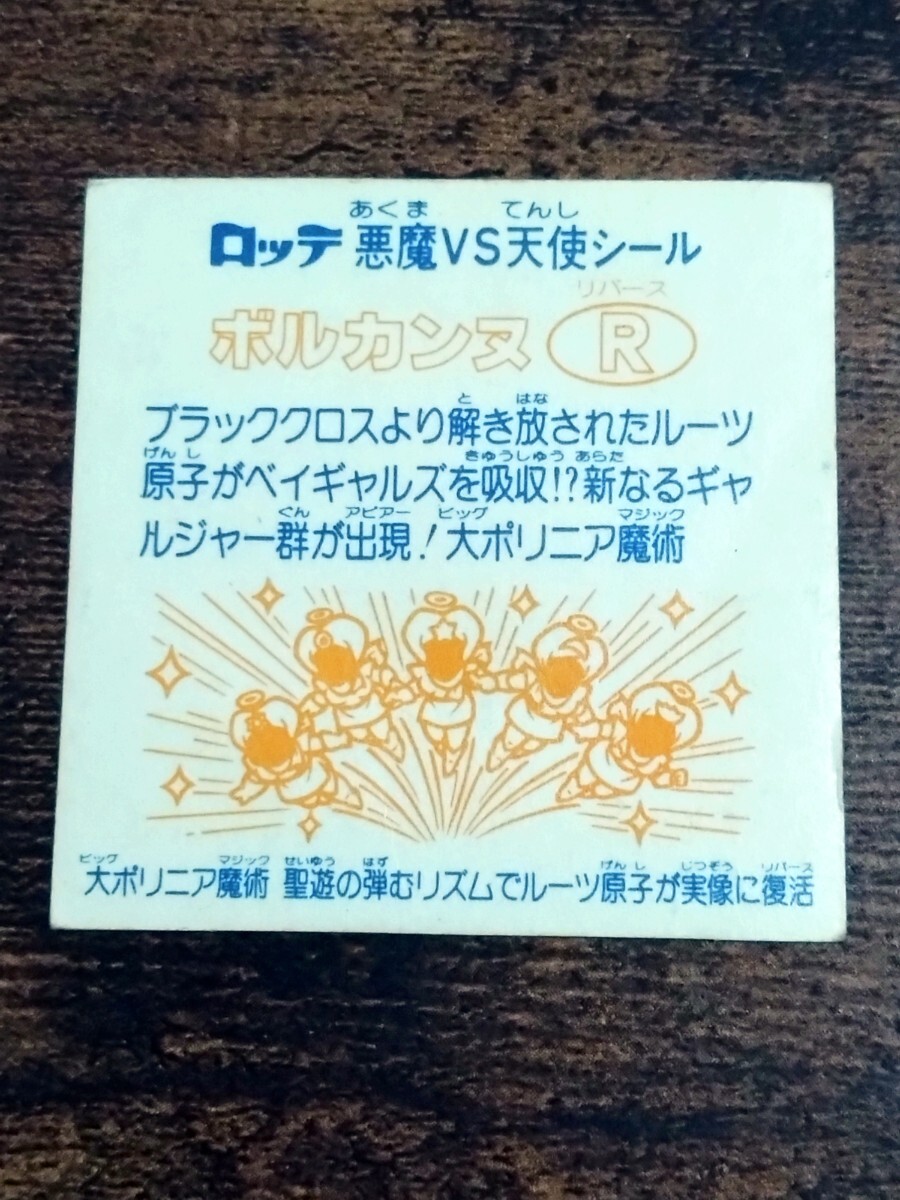 あくま てんし
ロッテ 悪魔VS天使シール
リバース
ボルカンヌ R
と はな
ブラッククロスより解き放されたルーツ
げんし きゅうしゅう あらた
原子がベイギャルズを吸収!?新なるギャ
ぐん アピアー ビッグ マジック
ルジャー群が出現!大ポリニア魔術
ビッグ マジック せいゆう はず げんし じつぞう リバース
大ポリニア魔術 聖遊の弾むリズムでルーツ原子が実像に復活